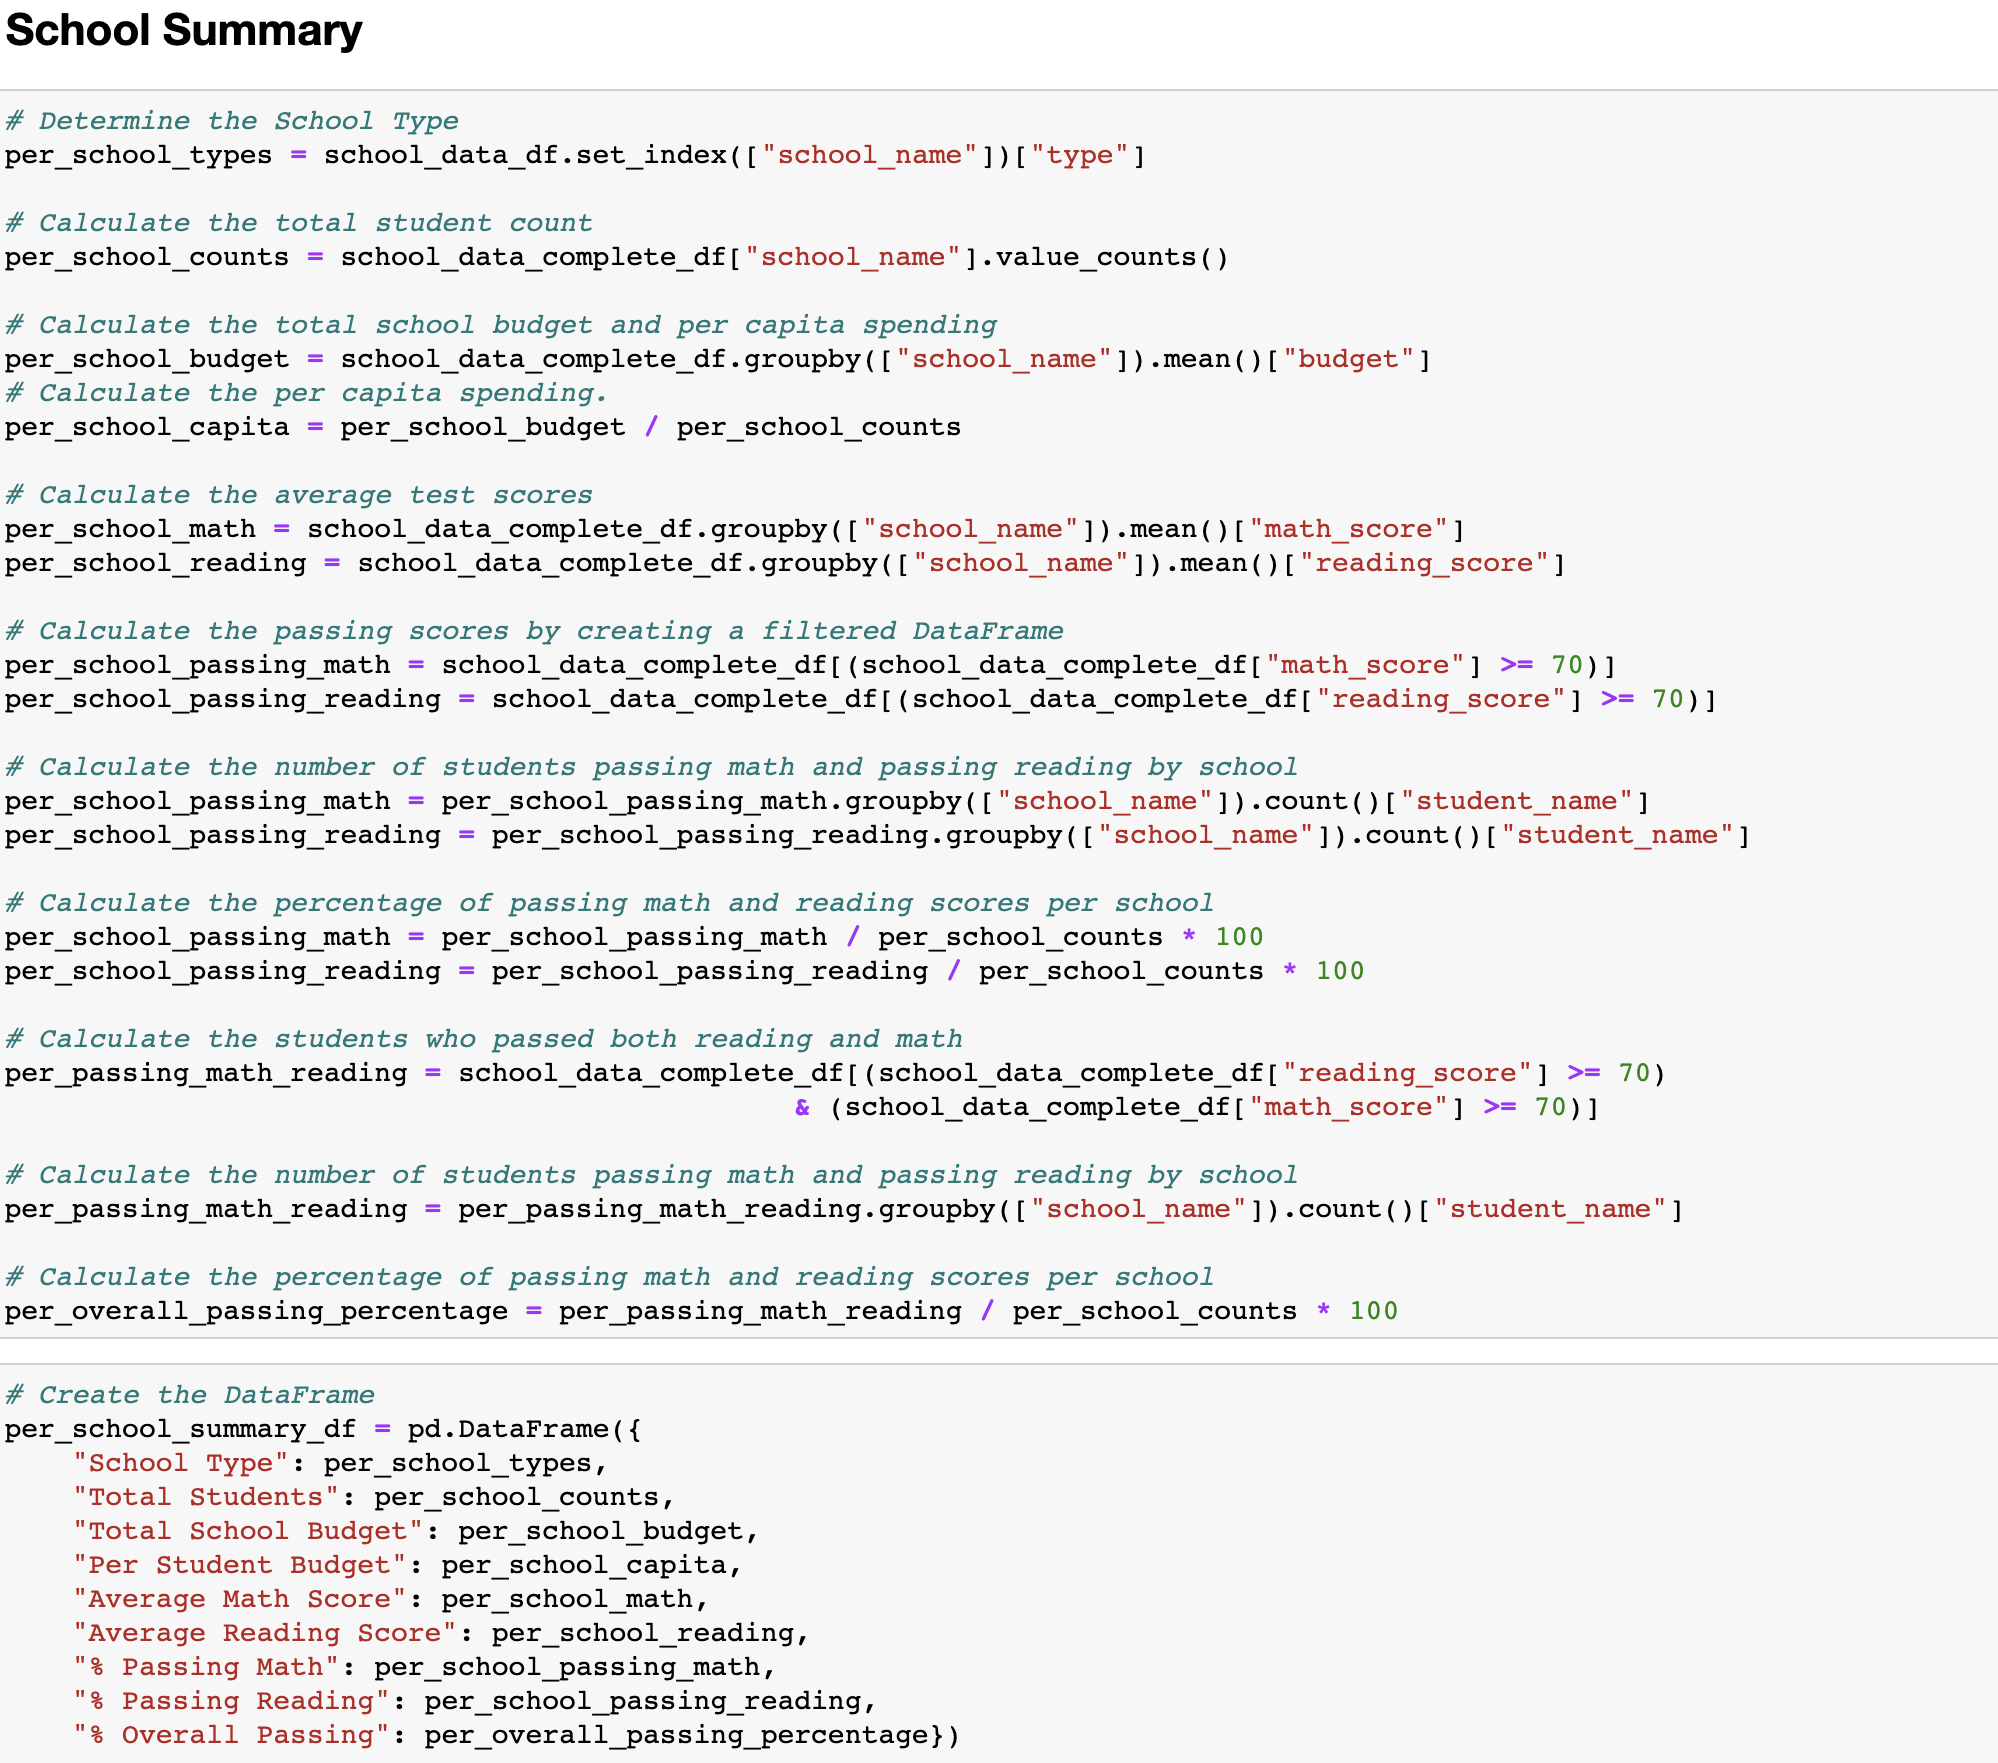 School Summary
# Determine the School Type
per_school_types = school_data_df.set_index(["school_name"])["type"]
# Calculate the total student count
per_school_counts = school_data_complete_df["school_name"].value_counts()
# Calculate the total school budget and per capita spending
per_school_budget = school_data_complete_df.groupby(["school_name"]).mean()["budget"]
# Calculate the per capita spending.
per_school_capita = per_school_budget / per_school_counts
# Calculate the average test scores
per_school_math = school_data_complete_df.groupby(["school_name"]).mean()["math_score"]
per_school_reading = school_data_complete_df.groupby(["school_name"]).mean()["reading_score"]
# Calculate the passing scores by creating a filtered DataFrame
per_school_passing_math = school_data_complete_df[(school_data_complete_df["math_score"] >= 70)]
per_school_passing_reading = school_data_complete_df[(school_data_complete_df["reading_score"] >= 70)]
# Calculate the number of students passing math and passing reading by school
per_school_passing_math = per_school_passing_math.groupby(["school_name"]).count()["student_name"]
per_school_passing_reading = per_school_passing_reading.groupby(["school_name"]).count()["student_name"]
# Calculate the percentage of passing math and reading scores per school
per_school_passing_math = per_school_passing_math / per_school_counts * 100
per_school_passing_reading = per_school_passing_reading / per_school_counts * 100
# Calculate the students who passed both reading and math
per_passing_math_reading = school_data_complete_df[(school_data_complete_df["reading_score"] >= 70)
& (school_data_complete_df["math_score"] >= 70)]
# Calculate the number of students passing math and passing reading by school
per_passing_math_reading = per_passing_math_reading.groupby(["school_name"]).count()["student_name"]
# Calculate the percentage of passing math and reading scores per school
per_overall_passing_percentage = per_passing_math_reading / per_school_counts * 100
# Create the DataFrame
per_school_summary_df = pd.DataFrame({
"School Type": per_school_types,
"Total Students": per_school_counts,
"Total School Budget": per_school_budget,
"Per Student Budget": per_school_capita,
"Average Math Score": per_school_math,
"Average Reading Score": per_school_reading,
"% Passing Math": per_school_passing_math,
"% Passing Reading": per_school_passing_reading,
"% Overall Passing": per_overall_passing_percentage})